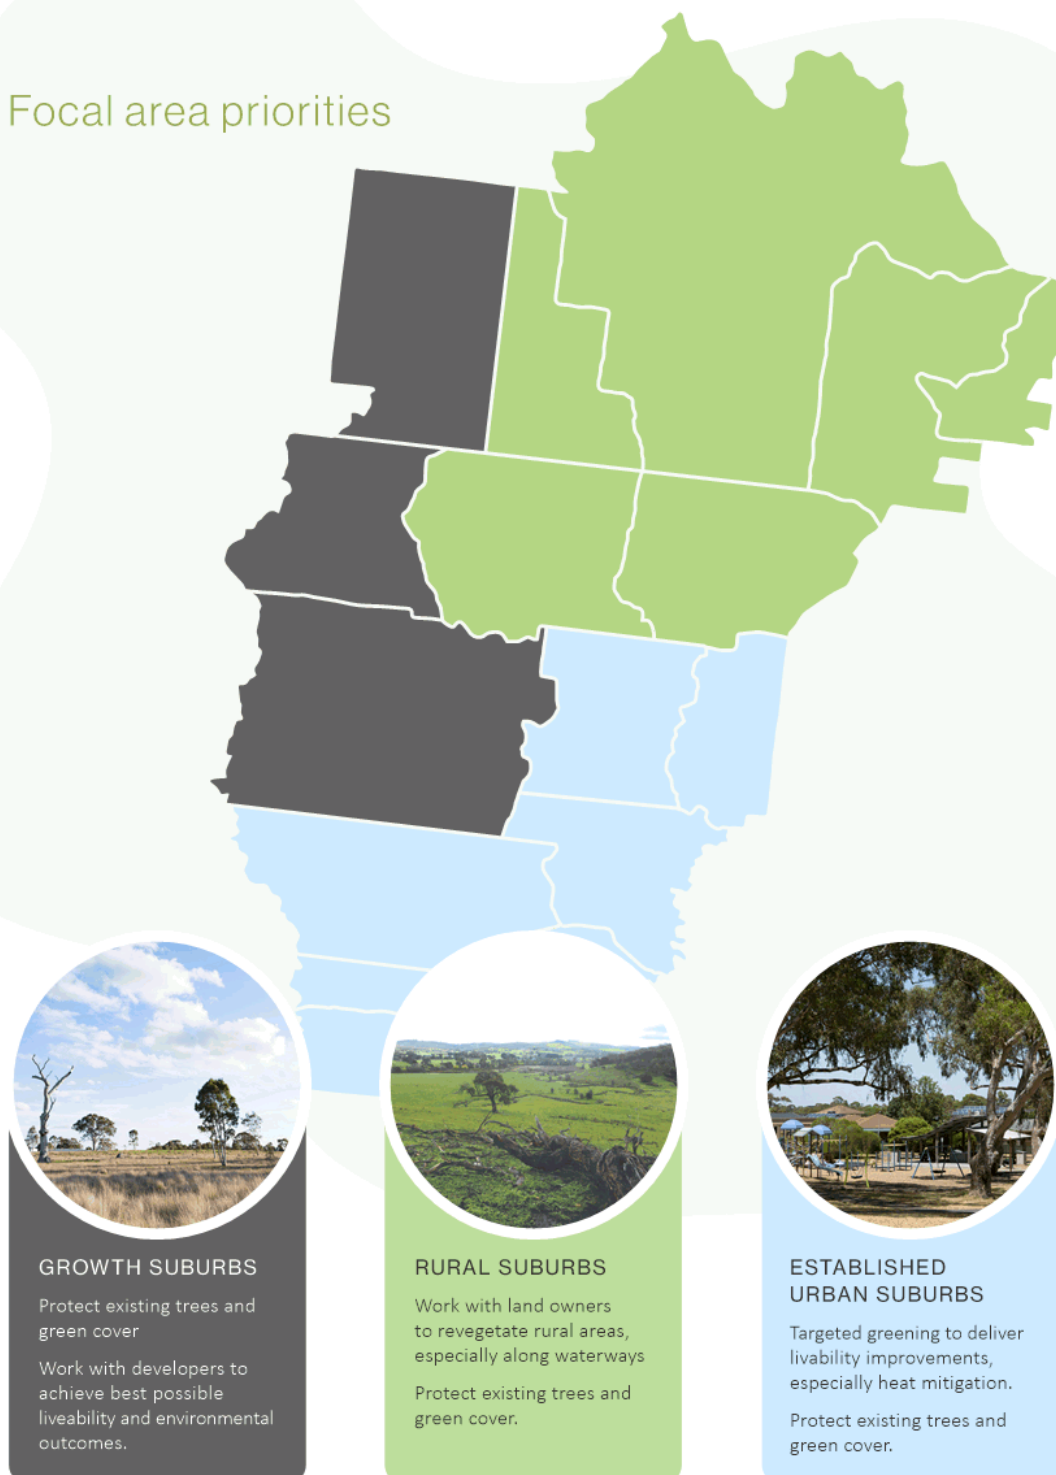 Focal area priorities
GROWTH SUBURBS
Protect existing trees and
green cover
Work with developers to
achieve best possible
liveability and environmental
outcomes.
RURAL SUBURBS
Work with land owners
to revegetate rural areas,
especially along waterways
Protect existing trees and
green cover.
ESTABLISHED
URBAN SUBURBS
Targeted greening to deliver
livability improvements,
especially heat mitigation.
Protect existing trees and
green cover.